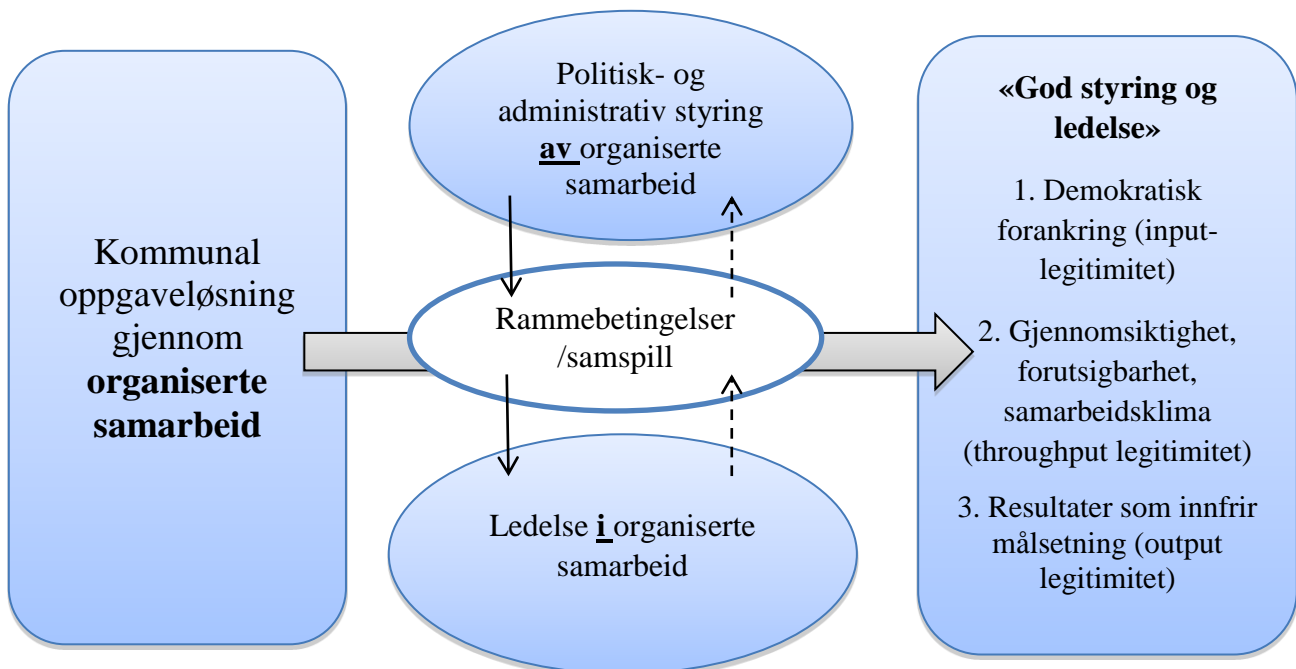 Kommunal
oppgaveløsning
gjennom
organiserte
samarbeid
Politisk- og
administrativ styring
av organiserte
samarbeid
Rammebetingelser
/samspill
Ledelse i organiserte
samarbeid
«God styring og
ledelse»
1. Demokratisk
forankring (input-
legitimitet)
2. Gjennomsiktighet,
forutsigbarhet,
samarbeidsklima
(throughput legitimitet)
3. Resultater som innfrir
målsetning (output
legitimitet)